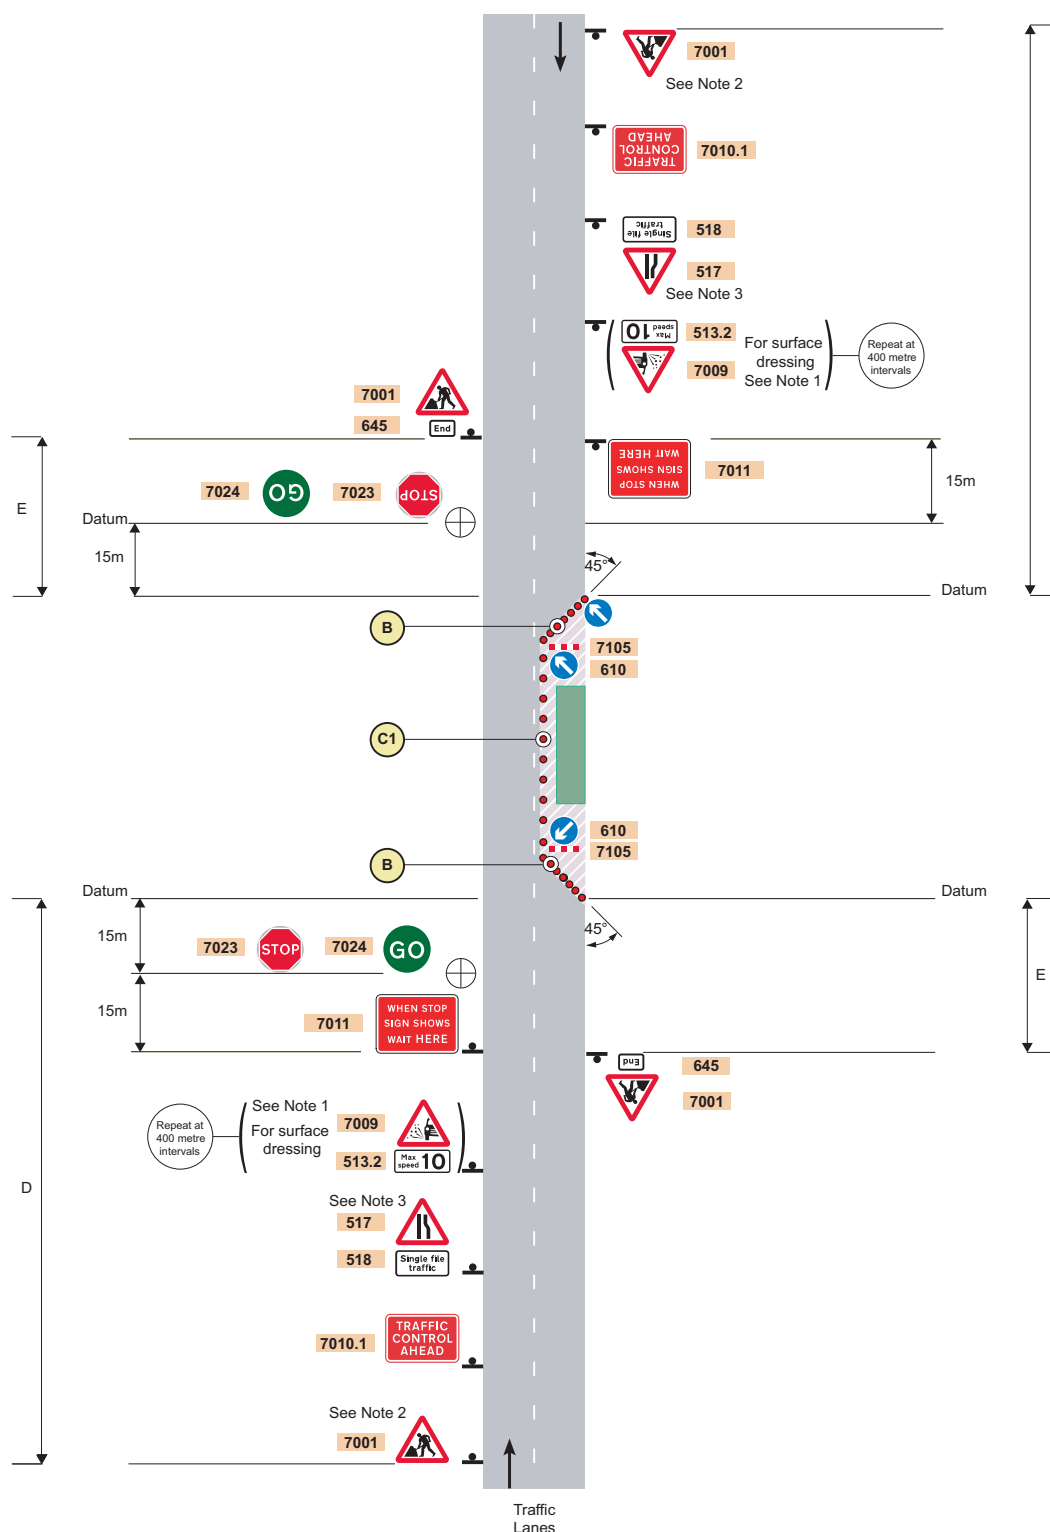 7001
See Note 2
TRAFFIC
CONTROL
AHEAD
7010.1
Single file
traffic
518
517
See Note 3
Max
speed 10
513.2
7009
For surface
dressing
See Note 1
Repeat at
400 metre
intervals
7001
645
End
WHEN STOP
SIGN SHOWS
WAIT HERE
7011
15m
E
7024
GO
7023
STOP
Datum
15m
45°
Datum
B
7105
610
C1
610
7105
B
Datum
Datum
45°
15m
7023
STOP
7024
GO
15m
7011
WHEN STOP
SIGN SHOWS
WAIT HERE
E
End
645
7001
Repeat at
400 metre
intervals
See Note 1
For surface
dressing
7009
513.2
Max
speed 10
D
See Note 3
517
518
Single file
traffic
7010.1
TRAFFIC
CONTROL
AHEAD
See Note 2
7001
Traffic
Lanes